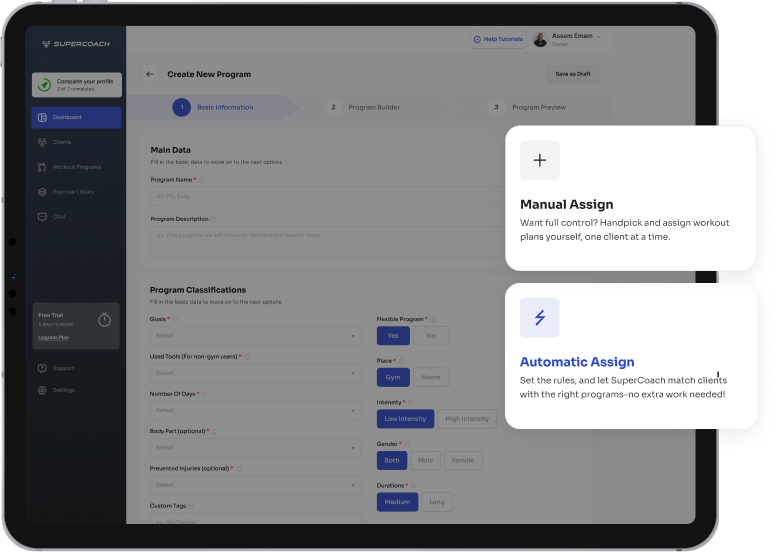 SUPERCOACH
Help Tutorials
Assem Emam
Owner
Complete your profile
2 of 3 completed
Create New Program
Save as Draft
Dashboard
1 Basic Information
2 Program Builder
3 Program Preview
Clients
Workout Programs
Exercise Library
Chat
Main Data
Fill in the basic data to move on to the next options
Program Name *
ex: PPL Easy
Program Description
ex: This program we will focus on increase the muscle mass
Manual Assign
Want full control? Handpick and assign workout
plans yourself, one client at a time.
Program Classifications
Fill in the basic data to move on to the next options
Goals *
Select
Used Tools (For non-gym users) *
Select
Number Of Days *
Select
Body Part (optional) *
Select
Prevented Injuries (optional) *
Select
Custom Tags
Flexible Program *
Yes No
Place *
Gym Home
Intensity *
Low Intensity High Intensity
Gender *
Both Male Female
Durations *
Medium Long
Automatic Assign
Set the rules, and let SuperCoach match clients
with the right programs-no extra work needed!
Free Trial
5 days to expire
Upgrade Plan
Support
Settings